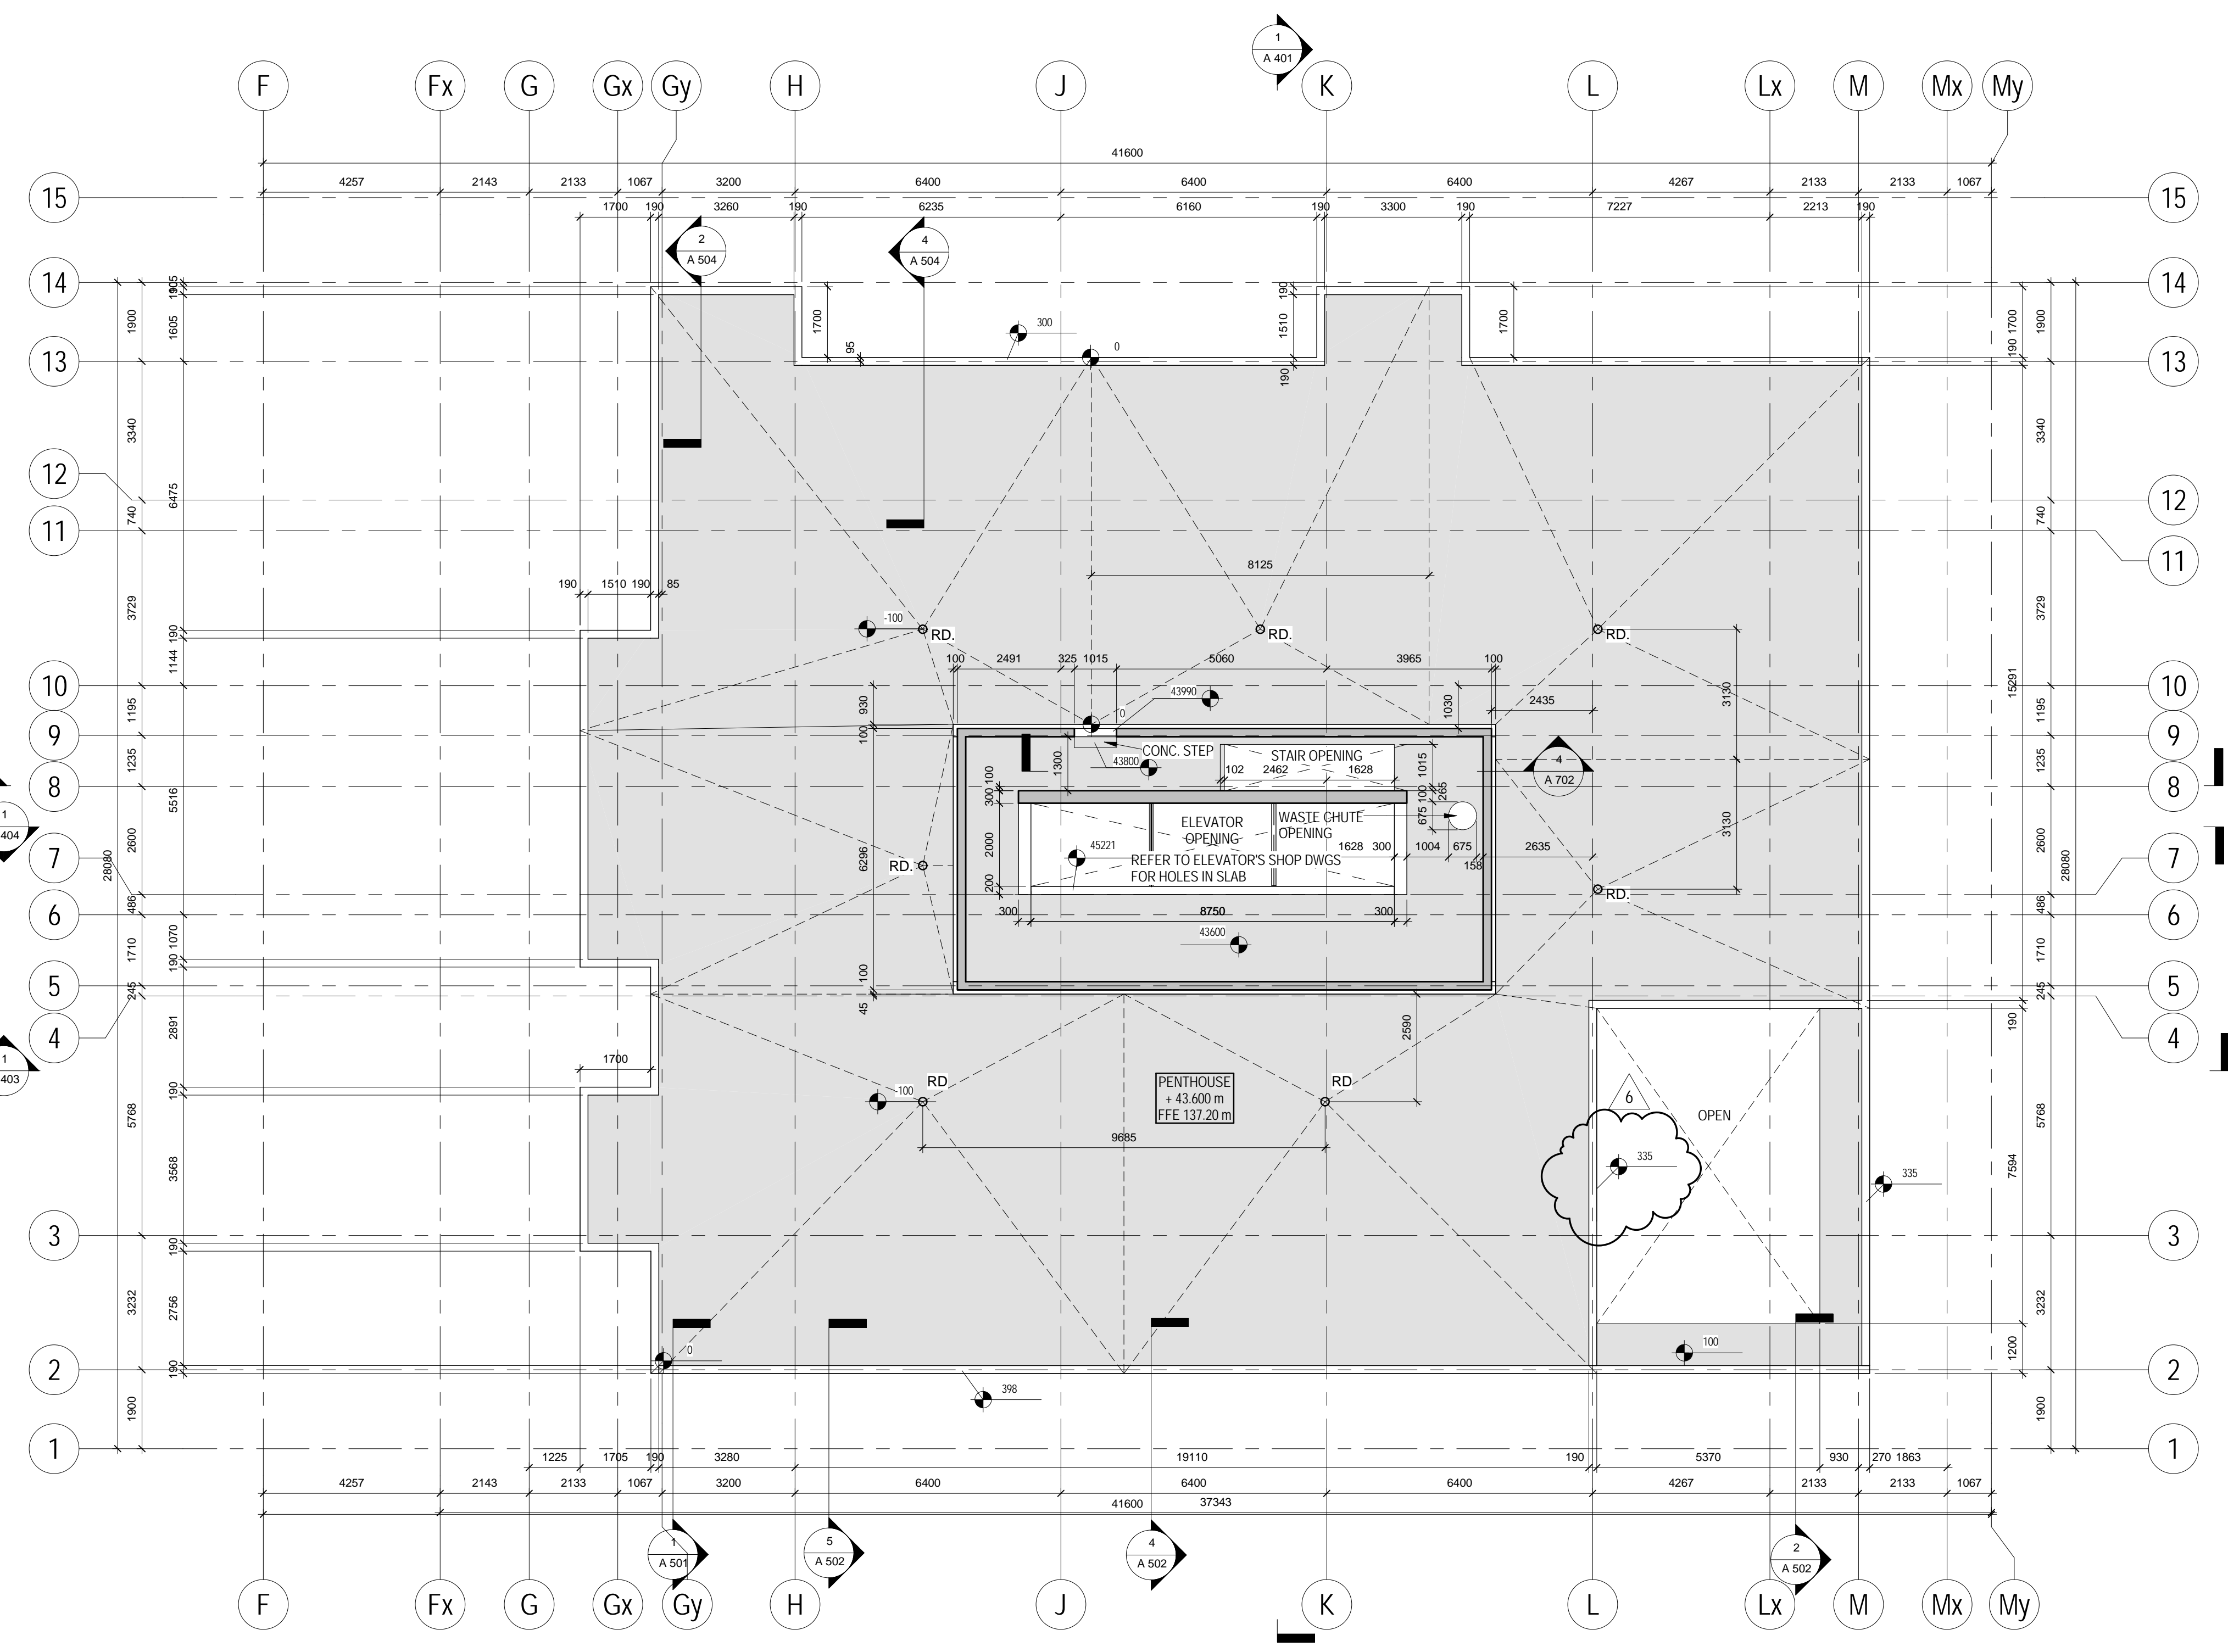 1
A 401
F Fx G Gx Gy H J K L Lx M Mx My
41600
4257 2143 2133 1067 3200 6400 6400 6400 4267 2133 2133 1067
15 15
1700 190 3260 190 6235 6160 190 3300 190 7227 2213 190
2
A 504
4
A 504
14 14
1900 1605 1700 190 1510 1700 1700 1900
300
0
95
190
190
13 13
3340 6475 3340
12 12
740 740
11 11
8125
190 1510 190 85
3729 3729
-100
RD.
RD.
RD.
190
1144
100 2491 325 1015 5060 3965 100
10 10
43990
930
1030
2435
3130
15291
1195 1195
0
9 9
100
CONC. STEP
STAIR OPENING
43800
1300
102 2462 1628
1015
4
A 702
1235 1235
8 8
100
300
100
265
675
5516
1
404
ELEVATOR
OPENING
WASTE CHUTE
OPENING
2600 2600
28080 28080
6296
2000
3130
45221
REFER TO ELEVATOR'S SHOP DWGS
FOR HOLES IN SLAB
1628 300 1004 675 2635
158
7 7
RD.
200
RD.
486 486
300 8750 300
6 6
43600
1710 1070 1710
190
100
5 5
245 245
45
190
4 4
2891
2590
1
403
1700
190
-100
RD
RD
PENTHOUSE
+ 43.600 m
FFE 137.20 m
6
OPEN
5768 5768
9685
3568
335
335
7594
3 3
190
3232 2756 3232
100
1200
0
190
2 2
398
1900 1900
1 1
1225 1705 190 3280 19110 190 5370 930 270 1863
4257 2143 2133 1067 3200 6400 6400 6400 4267 2133 2133 1067
41600 37343
1
A 501
5
A 502
4
A 502
2
A 502
F Fx G Gx Gy H J K L Lx M Mx My